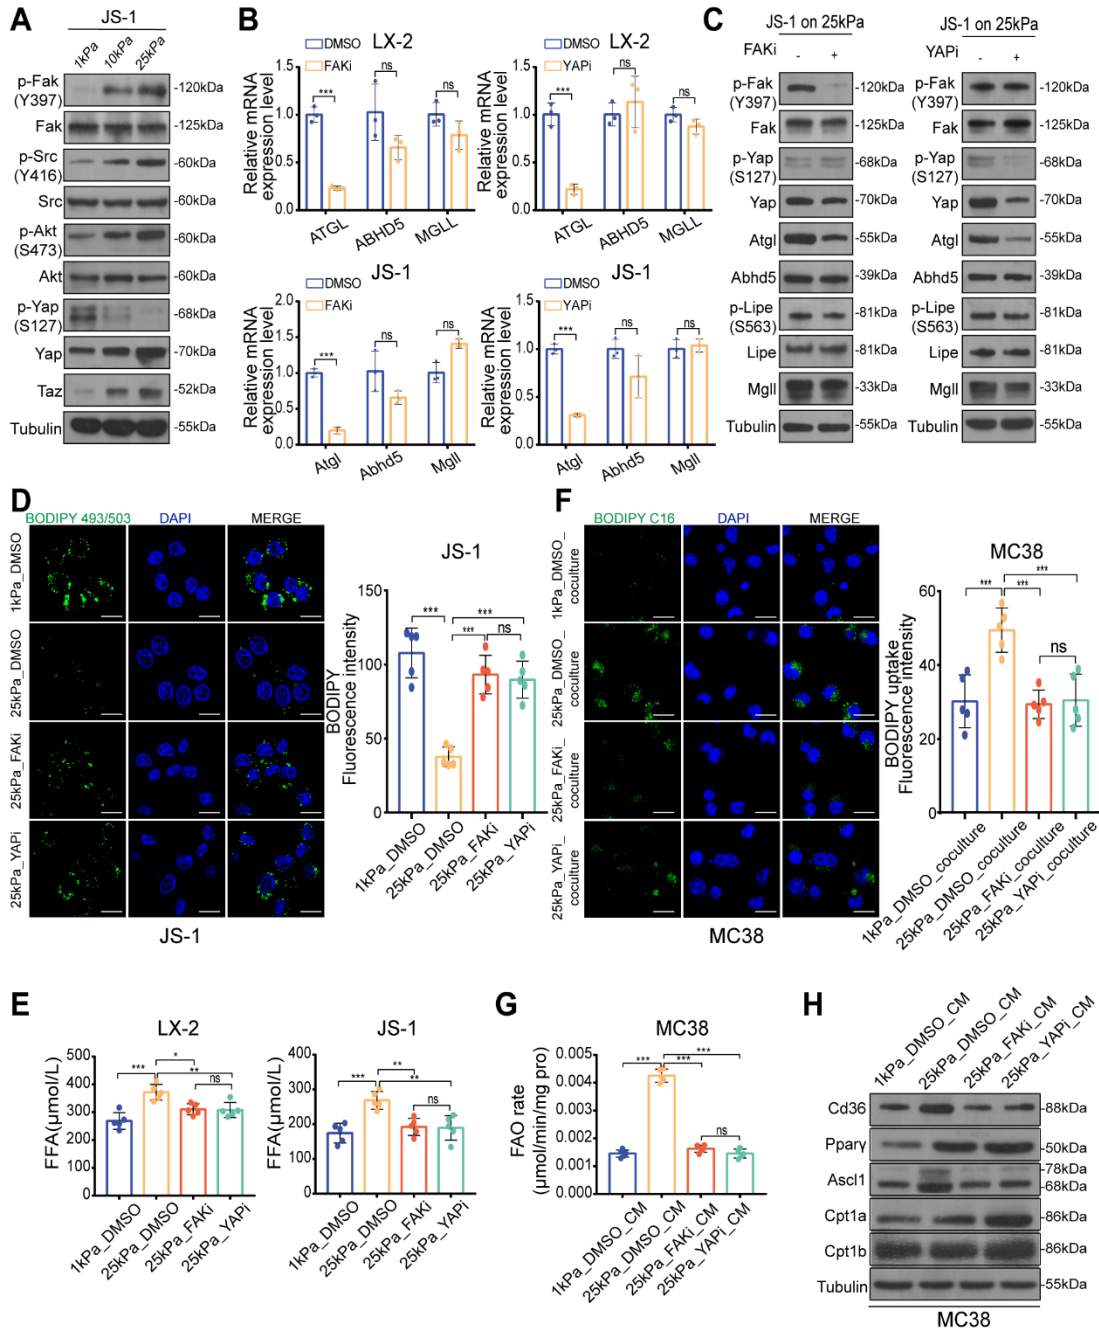 A
JS-1
1kPa
10kPa
25kPa
p-Fak
(Y397)
-120kDa
Fak
-125kDa
p-Src
(Y416)
-60kDa
Src
-60kDa
p-Akt
(S473)
-60kDa
Akt
-60kDa
p-Yap
(S127)
-68kDa
Yap
-70kDa
Taz
-52kDa
Tubulin
-55kDa
B
LX-2
DMSO
FAKi
Relative mRNA
expression level
1.5
1.0
0.5
0.0
***
ns
ns
ATGL
ABHD5
MGLL
LX-2
DMSO
YAPi
Relative mRNA
expression level
1.5
1.0
0.5
0.0
***
ns
ns
ATGL
ABHD5
MGLL
JS-1
DMSO
FAKi
Relative mRNA
expression level
2.0
1.5
1.0
0.5
0.0
***
ns
ns
Atgl
Abhd5
Mgll
JS-1
DMSO
YAPi
Relative mRNA
expression level
1.5
1.0
0.5
0.0
***
ns
ns
Atgl
Abhd5
Mgll
C
JS-1 on 25kPa
FAKi - +
p-Fak
(Y397)
-120kDa
Fak
-125kDa
p-Yap
(S127)
-68kDa
Yap
-70kDa
Atgl
-55kDa
Abhd5
-39kDa
p-Lipe
(S563)
-81kDa
Lipe
-81kDa
Mgll
-33kDa
Tubulin
-55kDa
JS-1 on 25kPa
YAPi - +
p-Fak
(Y397)
-120kDa
Fak
-125kDa
p-Yap
(S127)
-68kDa
Yap
-70kDa
Atgl
-55kDa
Abhd5
-39kDa
p-Lipe
(S563)
-81kDa
Lipe
-81kDa
Mgll
-33kDa
Tubulin
-55kDa
D
BODIPY 493/503
DAPI
MERGE
1kPa_DMSO
25kPa_DMSO
25kPa_FAKi
25kPa_YAPi
JS-1
JS-1
BODIPY
Fluorescence intensity
150
100
50
0
***
***
***
ns
1kPa_DMSO
25kPa_DMSO
25kPa_FAKi
25kPa_YAPi
F
BODIPY C16
DAPI
MERGE
1kPa_DMSO_
coculture
25kPa_DMSO_
coculture
25kPa_FAKi_
coculture
25kPa_YAPi_
coculture
MC38
MC38
BODIPY uptake
Fluorescence intensity
60
40
20
0
***
***
***
ns
1kPa_DMSO_coculture
25kPa_DMSO_coculture
25kPa_FAKi_coculture
25kPa_YAPi_coculture
E
LX-2
FFA(μmol/L)
500
400
300
200
100
0
***
*
**
ns
1kPa_DMSO
25kPa_DMSO
25kPa_FAKi
25kPa_YAPi
JS-1
FFA(μmol/L)
400
300
200
100
0
***
**
**
ns
1kPa_DMSO
25kPa_DMSO
25kPa_FAKi
25kPa_YAPi
G
MC38
FAO rate
(μmol/min/mg pro)
0.005
0.004
0.003
0.002
0.001
0.000
***
***
***
ns
1kPa_DMSO_CM
25kPa_DMSO_CM
25kPa_FAKi_CM
25kPa_YAPi_CM
H
1kPa_DMSO_CM
25kPa_DMSO_CM
25kPa_FAKi_CM
25kPa_YAPi_CM
Cd36
-88kDa
Pparγ
-50kDa
Ascl1
-78kDa
-68kDa
Cpt1a
-86kDa
Cpt1b
-86kDa
Tubulin
-55kDa
MC38